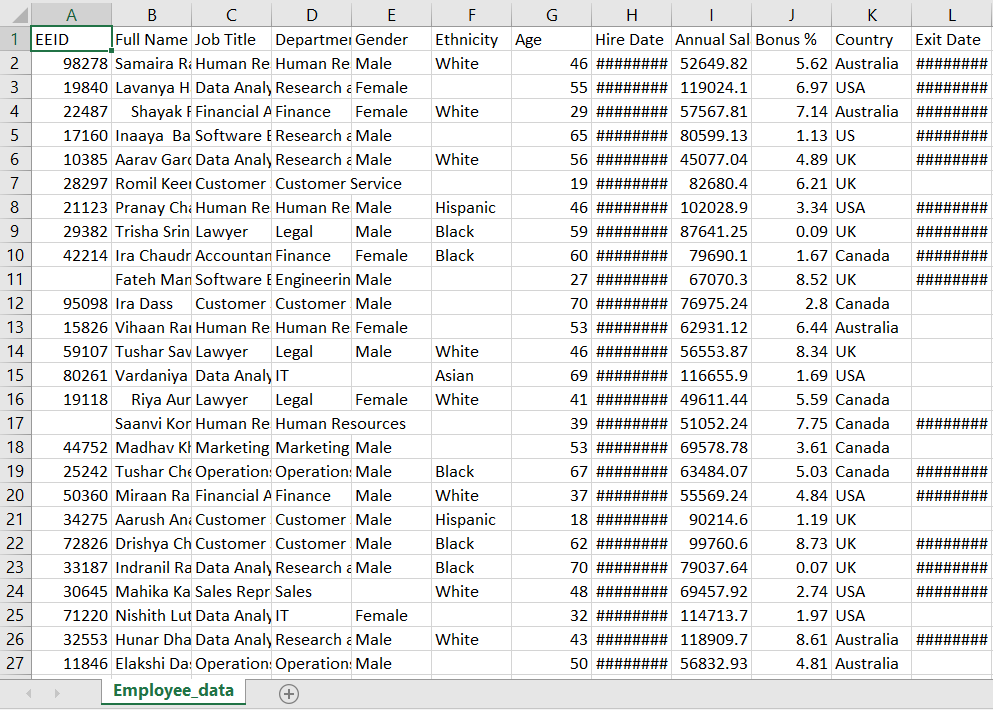 A B C D E F G H I J K L
1 EEID Full Name Job Title Departmen Gender Ethnicity Age Hire Date Annual Sal Bonus % Country Exit Date
2 98278 Samaira Ra Human Re Human Re Male White 46 ######## 52649.82 5.62 Australia ########
3 19840 Lavanya H Data Analy Research a Female 55 ######## 119024.1 6.97 USA ########
4 22487 Shayak Financial A Finance Female White 29 ######## 57567.81 7.14 Australia ########
5 17160 Inaaya Ba Software E Research a Male 65 ######## 80599.13 1.13 US ########
6 10385 Aarav Garg Data Analy Research a Male White 56 ######## 45077.04 4.89 UK ########
7 28297 Romil Keer Customer Customer Service 19 ######## 82680.4 6.21 UK
8 21123 Pranay Cha Human Re Human Re Male Hispanic 46 ######## 102028.9 3.34 USA ########
9 29382 Trisha Srin Lawyer Legal Male Black 59 ######## 87641.25 0.09 UK ########
10 42214 Ira Chaudr Accountan Finance Female Black 60 ######## 79690.1 1.67 Canada ########
11 Fateh Man Software E Engineerin Male 27 ######## 67070.3 8.52 UK ########
12 95098 Ira Dass Customer Customer Male 70 ######## 76975.24 2.8 Canada
13 15826 Vihaan Ran Human Re Human Re Female 53 ######## 62931.12 6.44 Australia
14 59107 Tushar Saw Lawyer Legal Male White 46 ######## 56553.87 8.34 UK
15 80261 Vardaniya Data Analy IT Asian 69 ######## 116655.9 1.69 USA
16 19118 Riya Aur Lawyer Legal Female White 41 ######## 49611.44 5.59 Canada
17 Saanvi Kor Human Re Human Resources 39 ######## 51052.24 7.75 Canada ########
18 44752 Madhav Kh Marketing Marketing Male 53 ######## 69578.78 3.61 Canada
19 25242 Tushar Che Operations Operations Male Black 67 ######## 63484.07 5.03 Canada ########
20 50360 Miraan Ra Financial A Finance Male White 37 ######## 55569.24 4.84 USA ########
21 34275 Aarush Ana Customer Customer Male Hispanic 18 ######## 90214.6 1.19 UK
22 72826 Drishya Ch Customer Customer Male Black 62 ######## 99760.6 8.73 UK ########
23 33187 Indranil Ra Data Analy Research a Male Black 70 ######## 79037.64 0.07 UK ########
24 30645 Mahika Ka Sales Repr Sales White 48 ######## 69457.92 2.74 USA ########
25 71220 Nishith Lut Data Analy IT Female 32 ######## 114713.7 1.97 USA
26 32553 Hunar Dha Data Analy Research a Male White 43 ######## 118909.7 8.61 Australia ########
27 11846 Elakshi Das Operations Operations Male 50 ######## 56832.93 4.81 Australia
Employee_data